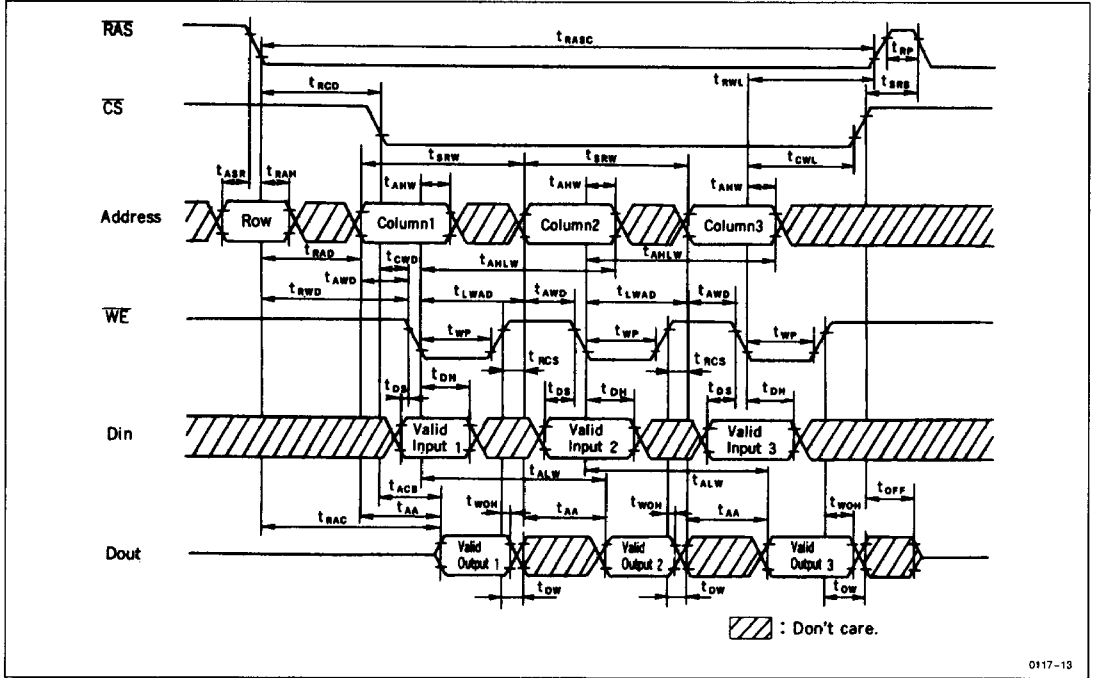 RAS
tRASC
tRP
tRCD
tRWL
tSRS
CS
tSRW tSRW
tCWL
tASR tRAH
tAHW tAHW tAHW
Address Row Column1 Column2 Column3
tRAD tCWD
tAHLW tAHLW
tAWD
tRWD tLWAD tAWD tLWAD tAWD
WE
tWP tWP tWP
tRCS tRCS
tDS tDH tDS tDH tDS tDH
Din Valid Input 1 Valid Input 2 Valid Input 3
tALW tALW
tACS tOFF
tAA tWOH tAA tWOH tAA tWOH
tRAC
Dout Valid Output 1 Valid Output 2 Valid Output 3
tOW tOW tOW
: Don't care.
0117-13